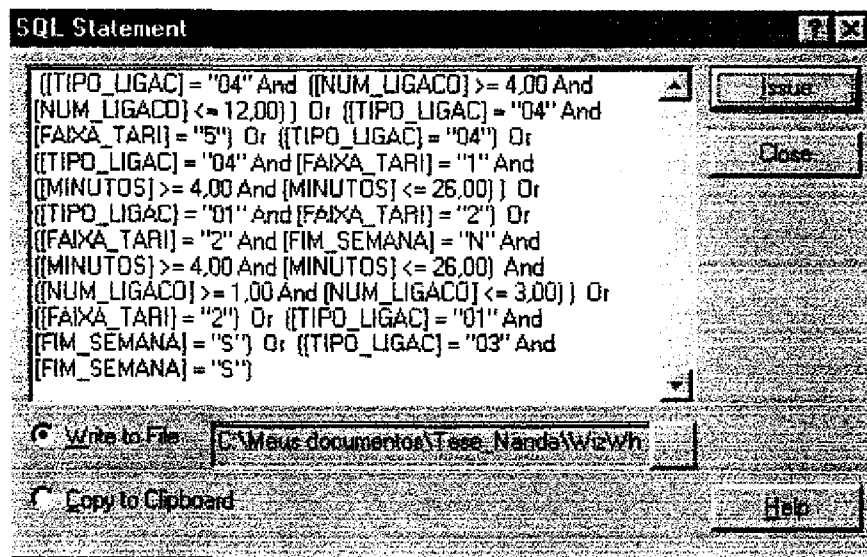 SQL Statement
([TIPO_LIGAC] = "04" And ([NUM_LIGACO] >= 4,00 And
[NUM_LIGACO] <= 12,00) ) Or ([TIPO_LIGAC] = "04" And
[FAIXA_TARI] = "5") Or ([TIPO_LIGAC] = "04") Or
([TIPO_LIGAC] = "04" And [FAIXA_TARI] = "1" And
([MINUTOS] >= 4,00 And [MINUTOS] <= 26,00) ) Or
([TIPO_LIGAC] = "01" And [FAIXA_TARI] = "2") Or
([FAIXA_TARI] = "2" And [FIM_SEMANA] = "N" And
([MINUTOS] >= 4,00 And [MINUTOS] <= 26,00) And
([NUM_LIGACO] >= 1,00 And [NUM_LIGACO] <= 3,00) ) Or
([FAIXA_TARI] = "2") Or ([TIPO_LIGAC] = "01" And
[FIM_SEMANA] = "S") Or ([TIPO_LIGAC] = "03" And
[FIM_SEMANA] = "S")
Issue
Close
Write to File
C:\Meus documentos\Tese_Nanda\WizWh
Copy to Clipboard
Help